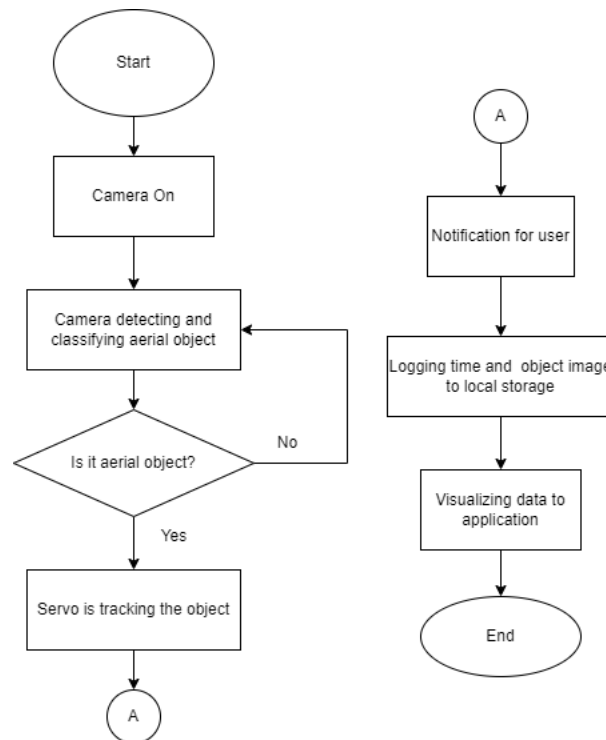 Start
Camera On
Camera detecting and
classifying aerial object
Is it aerial object?
No
Yes
Servo is tracking the object
A
A
Notification for user
Logging time and object image
to local storage
Visualizing data to
application
End